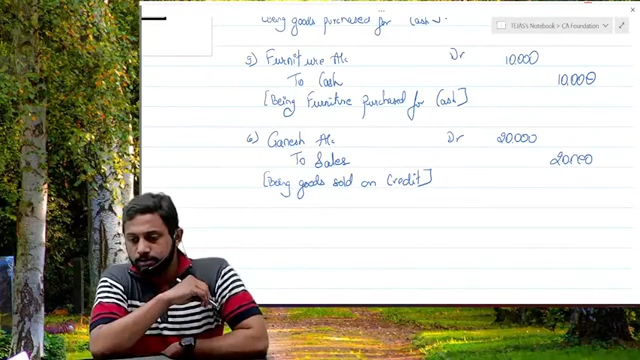 Being goods purchased for Cash].
TEJAS's Notebook > CA Foundation
5) Furniture A/c Dr 10,000
To Cash 10,000
[Being Furniture purchased for Cash]
6) Ganesh A/c Dr 20,000
To Sales 20,000
[Being goods sold on Credit]